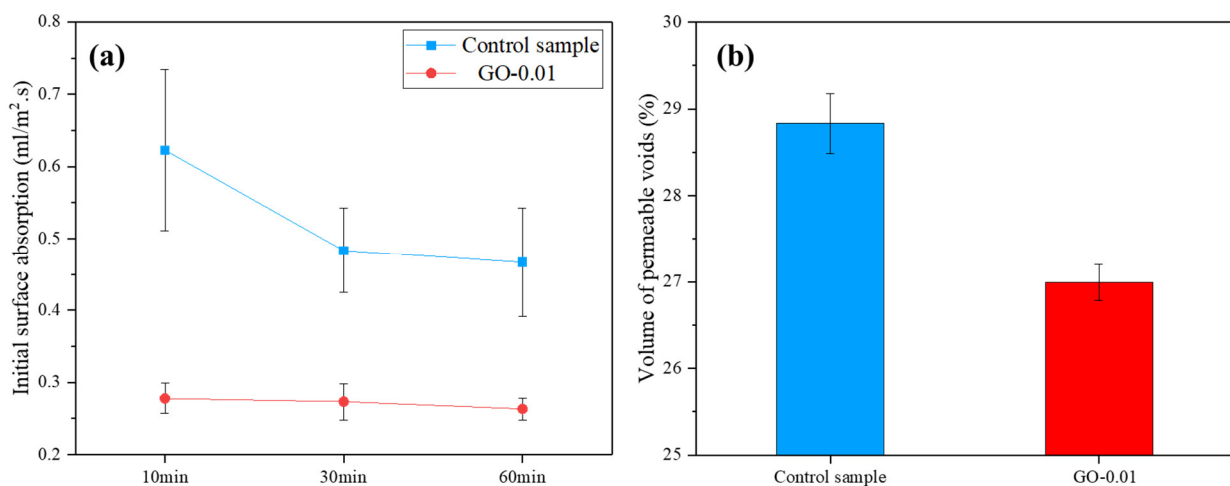 (a)
Control sample
GO-0.01
Initial surface absorption (ml/m².s)
0.8
0.7
0.6
0.5
0.4
0.3
0.2
10min
30min
60min
(b)
Volume of permeable voids (%)
30
29
28
27
26
25
Control sample
GO-0.01